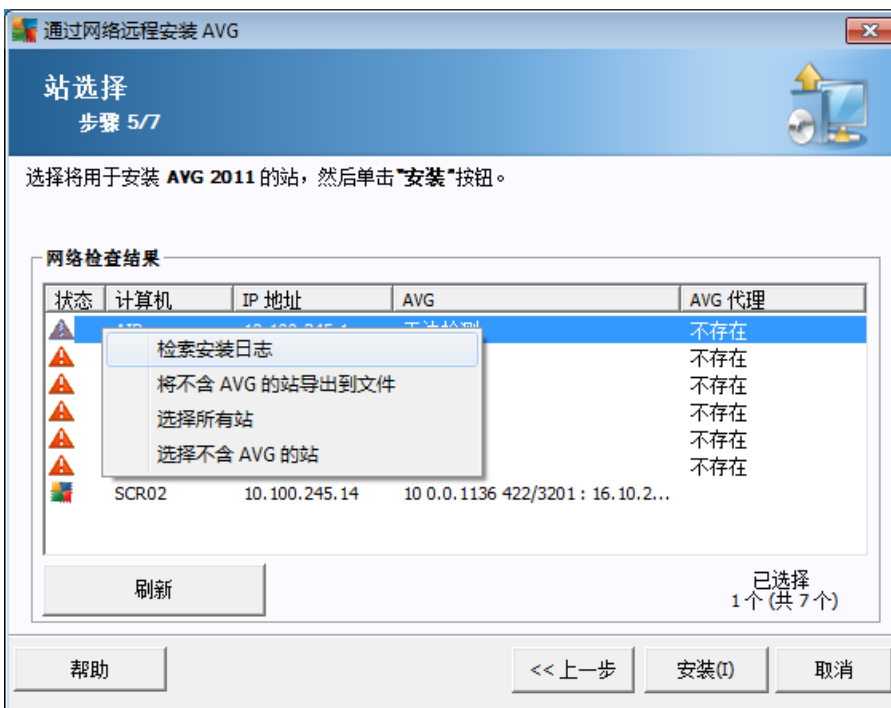 通过网络远程安装 AVG
站选择
步骤 5/7
选择将用于安装 AVG 2011 的站，然后单击"安装"按钮。
网络检查结果
状态 计算机 IP 地址 AVG AVG 代理
不存在
检索安装日志
不存在
将不含 AVG 的站导出到文件
不存在
选择所有站
不存在
选择不含 AVG 的站
不存在
不存在
SCR02 10.100.245.14 10 0.0.1136 422/3201 : 16.10.2...
刷新
已选择
1个 (共 7个)
帮助
<< 上一步
安装(I)
取消